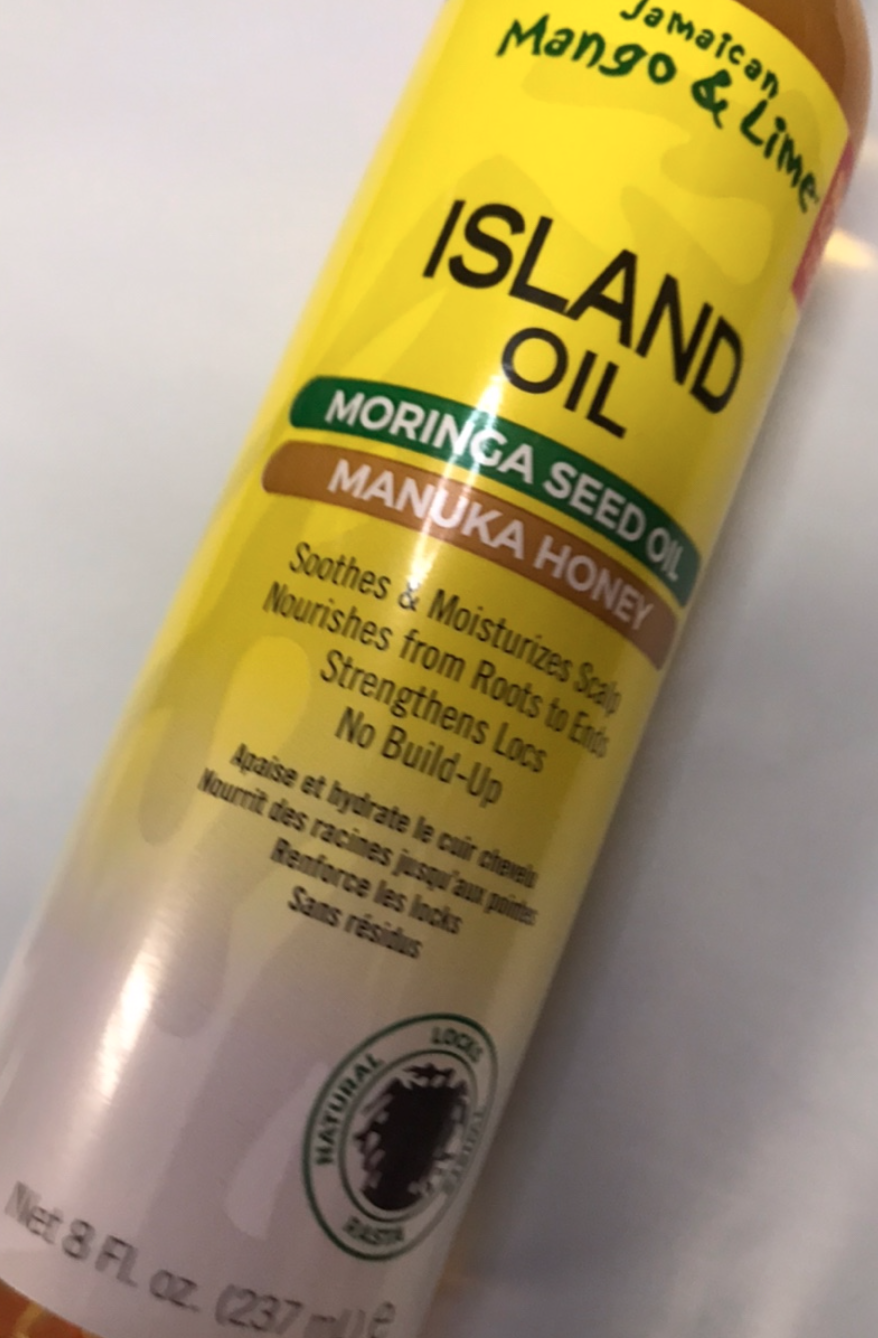 Jamaican
Mango & Lime
ISLAND
OIL
MORINGA SEED OIL
MANUKA HONEY
Soothes & Moisturizes Scalp
Nourishes from Roots to Ends
Strengthens Locs
No Build-Up
Apaise et hydrate le cuir chevelu
Nourrit des racines jusqu'aux pointes
Renforce les locks
Sans résidus
NATURAL
LOCKS
RASTA
Net 8 FL oz. (237 ml) e